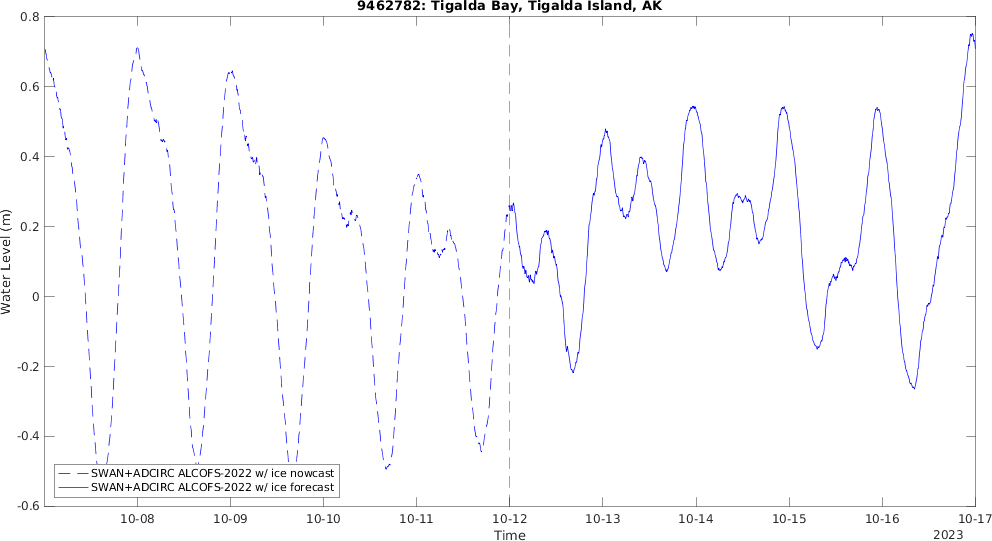 9462782: Tigalda Bay, Tigalda Island, AK
0.8
0.6
0.4
0.2
0
-0.2
-0.4
-0.6
Water Level (m)
SWAN+ADCIRC ALCOFS-2022 w/ ice nowcast
SWAN+ADCIRC ALCOFS-2022 w/ ice forecast
10-08 10-09 10-10 10-11 10-12 10-13 10-14 10-15 10-16 10-17
Time
2023